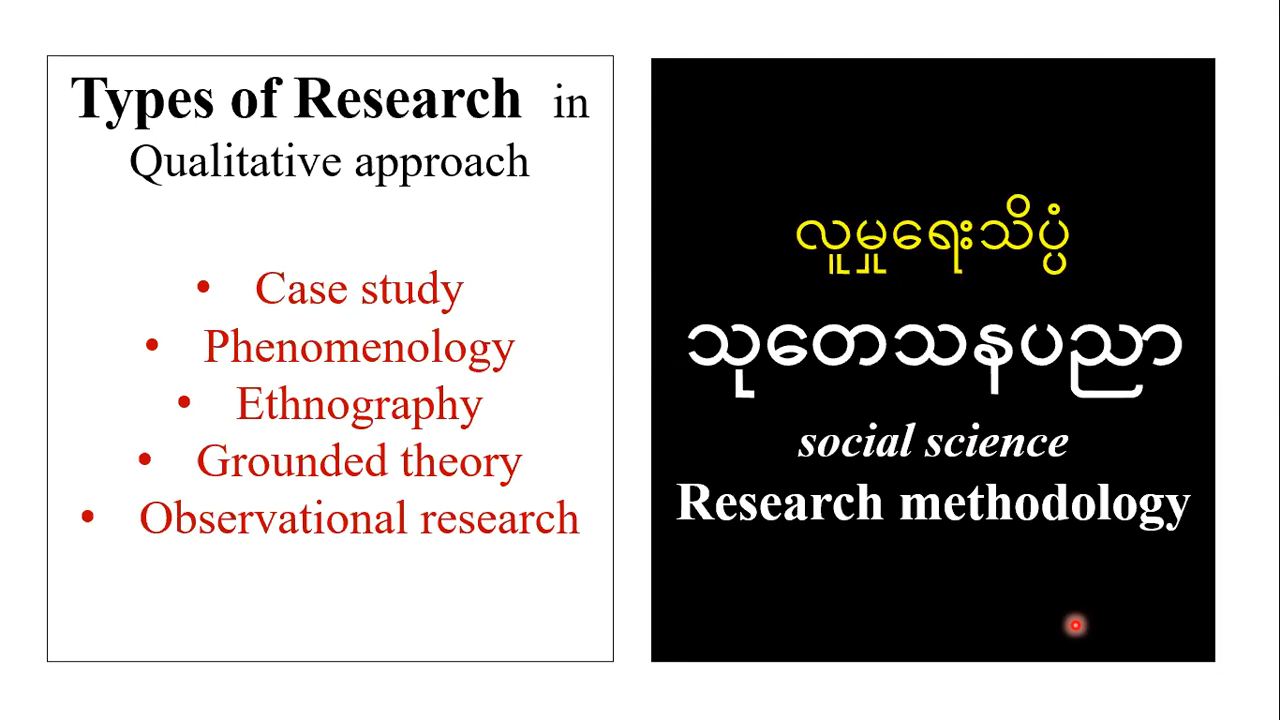 Types of Research in
Qualitative approach
• Case study
• Phenomenology
• Ethnography
• Grounded theory
• Observational research
လူမှုရေးသိပ္ပံ
သုတေသနပညာ
social science
Research methodology